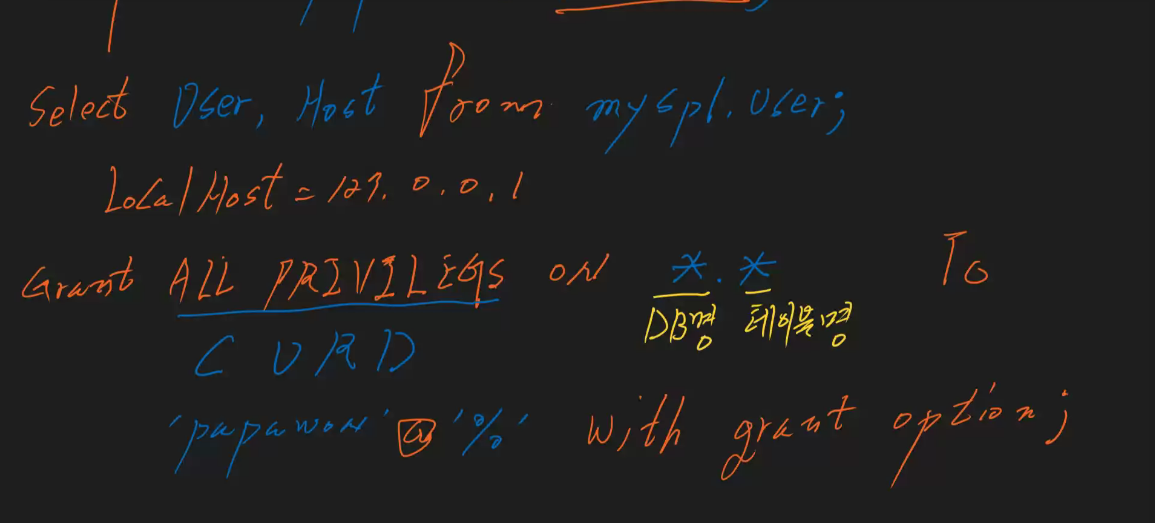 Select User, Host from mysql.user;
LocalHost = 127.0.0.1
Grant ALL PRIVILEGS on *.* To
DB명 테이블명
C U R D
'papawon'@'%' with grant option;